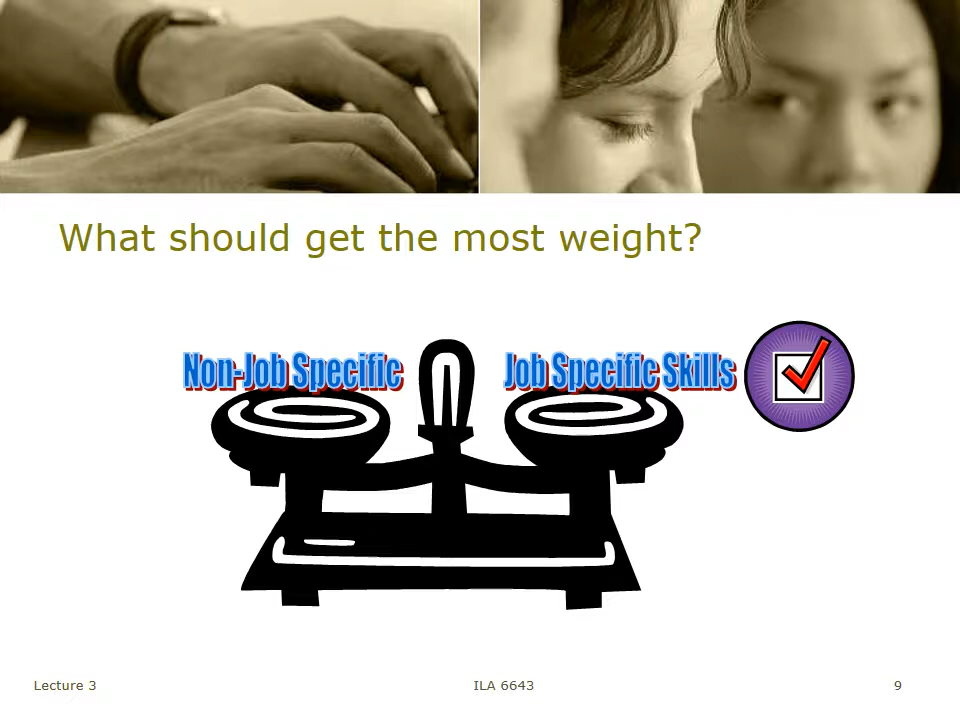 What should get the most weight?
Non-Job Specific Job Specific Skills
Lecture 3 ILA 6643 9